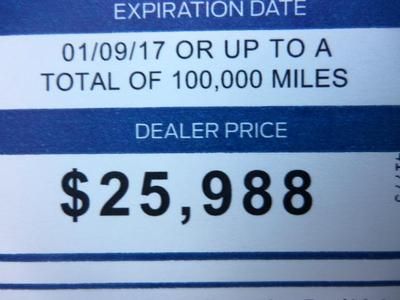 EXPIRATION DATE
01/09/17 OR UP TO A
TOTAL OF 100,000 MILES
DEALER PRICE
$25,988